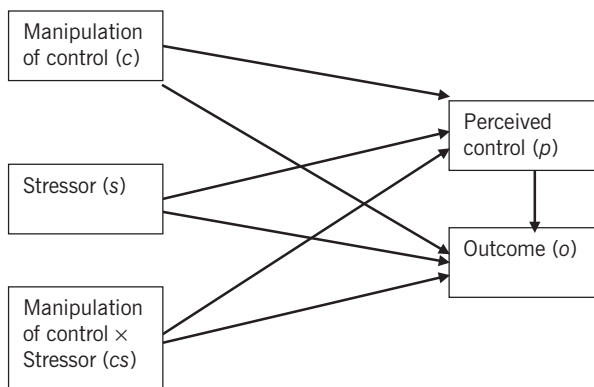 Manipulation
of control (c)
Perceived
control (p)
Stressor (s)
Outcome (o)
Manipulation
of control ×
Stressor (cs)